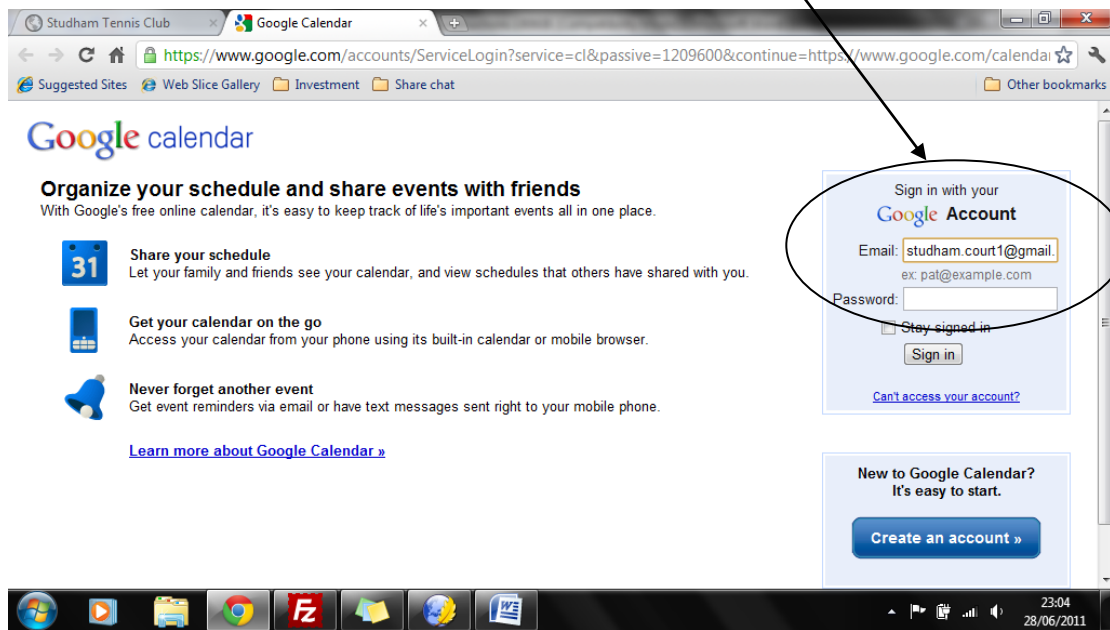 Studham Tennis Club
Google Calendar
https://www.google.com/accounts/ServiceLogin?service=cl&passive=1209600&continue=https://www.google.com/calendar
Suggested Sites Web Slice Gallery Investment Share chat Other bookmarks
Google calendar
Organize your schedule and share events with friends
With Google's free online calendar, it's easy to keep track of life's important events all in one place.
31
Share your schedule
Let your family and friends see your calendar, and view schedules that others have shared with you.
Get your calendar on the go
Access your calendar from your phone using its built-in calendar or mobile browser.
Never forget another event
Get event reminders via email or have text messages sent right to your mobile phone.
Learn more about Google Calendar »
Sign in with your
Google Account
Email: studham.court1@gmail.
ex: pat@example.com
Password:
Stay signed in
Sign in
Can't access your account?
New to Google Calendar?
It's easy to start.
Create an account »
Fz
W
23:04
28/06/2011